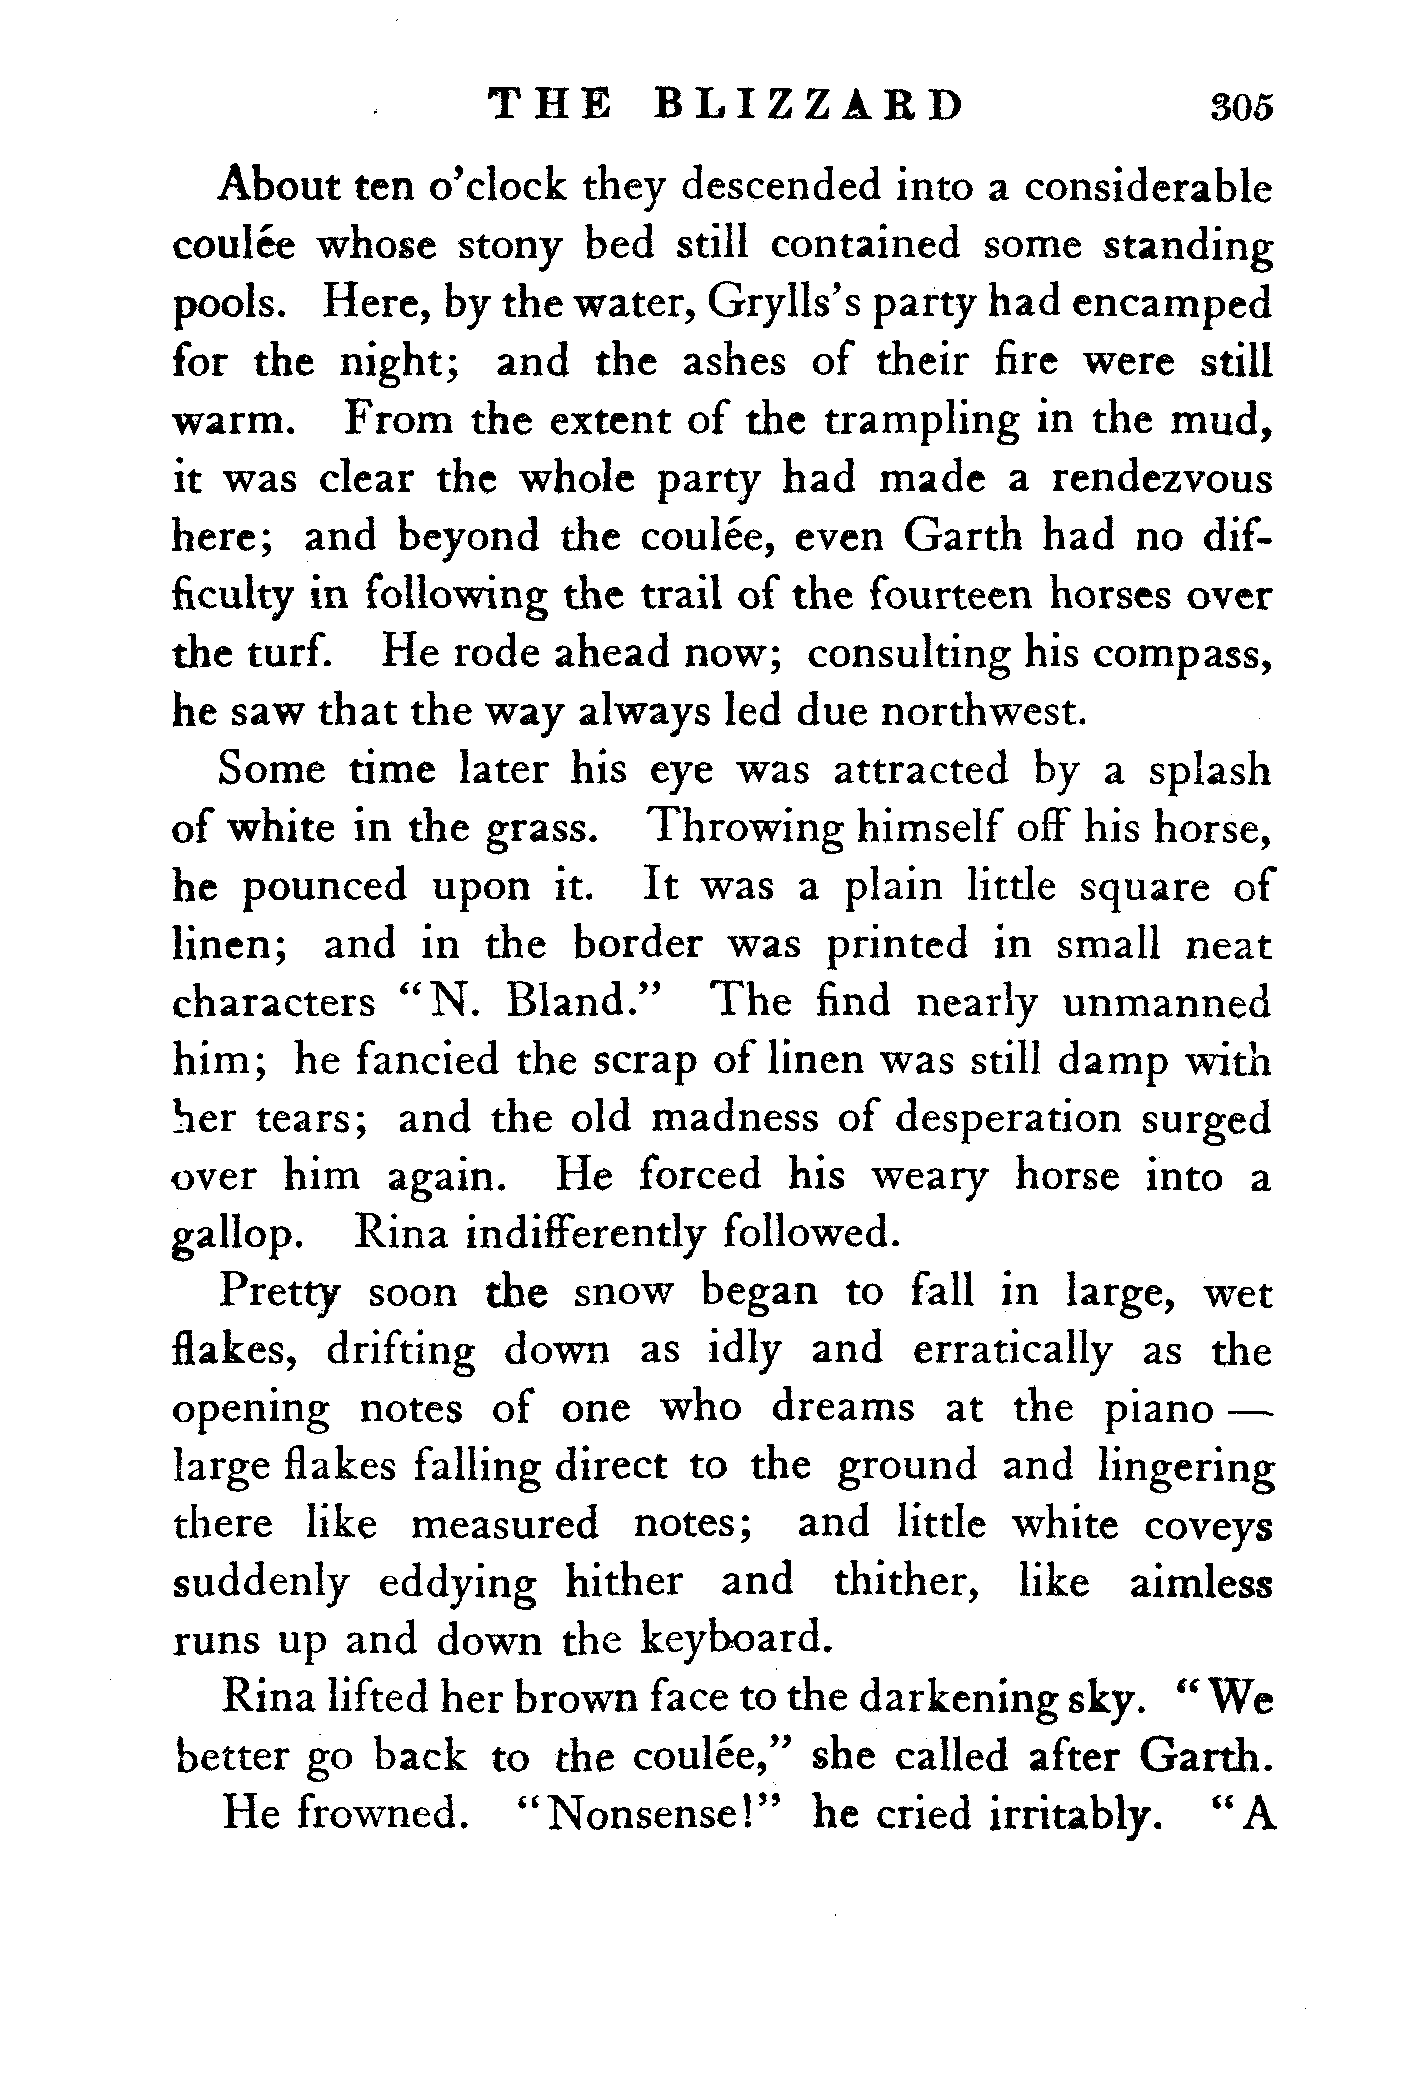 THE BLIZZARD 305
About ten o'clock they descended into a considerable
coulée whose stony bed still contained some standing
pools. Here, by the water, Grylls's party had encamped
for the night; and the ashes of their fire were still
warm. From the extent of the trampling in the mud,
it was clear the whole party had made a rendezvous
here; and beyond the coulée, even Garth had no dif-
ficulty in following the trail of the fourteen horses over
the turf. He rode ahead now; consulting his compass,
he saw that the way always led due northwest.
Some time later his eye was attracted by a splash
of white in the grass. Throwing himself off his horse,
he pounced upon it. It was a plain little square of
linen; and in the border was printed in small neat
characters "N. Bland." The find nearly unmanned
him; he fancied the scrap of linen was still damp with
her tears; and the old madness of desperation surged
over him again. He forced his weary horse into a
gallop. Rina indifferently followed.
Pretty soon the snow began to fall in large, wet
flakes, drifting down as idly and erratically as the
opening notes of one who dreams at the piano —
large flakes falling direct to the ground and lingering
there like measured notes; and little white coveys
suddenly eddying hither and thither, like aimless
runs up and down the keyboard.
Rina lifted her brown face to the darkening sky. "We
better go back to the coulée," she called after Garth.
He frowned. "Nonsense!" he cried irritably. "A